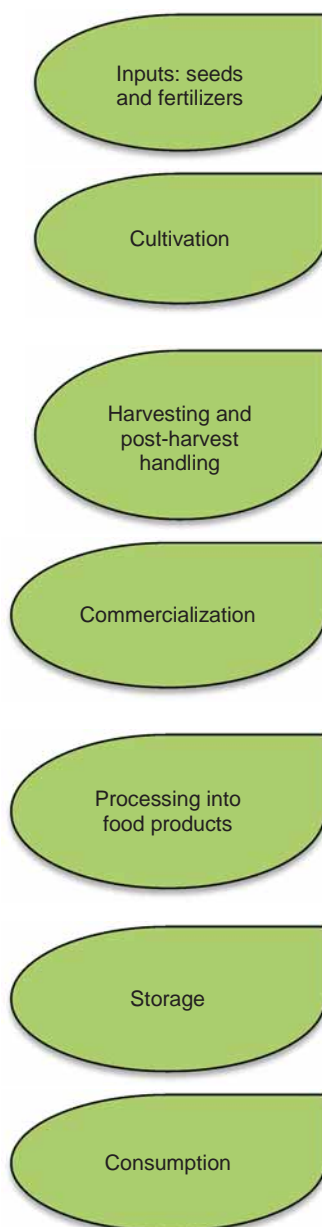 Inputs: seeds
and fertilizers
Cultivation
Harvesting and
post-harvest
handling
Commercialization
Processing into
food products
Storage
Consumption